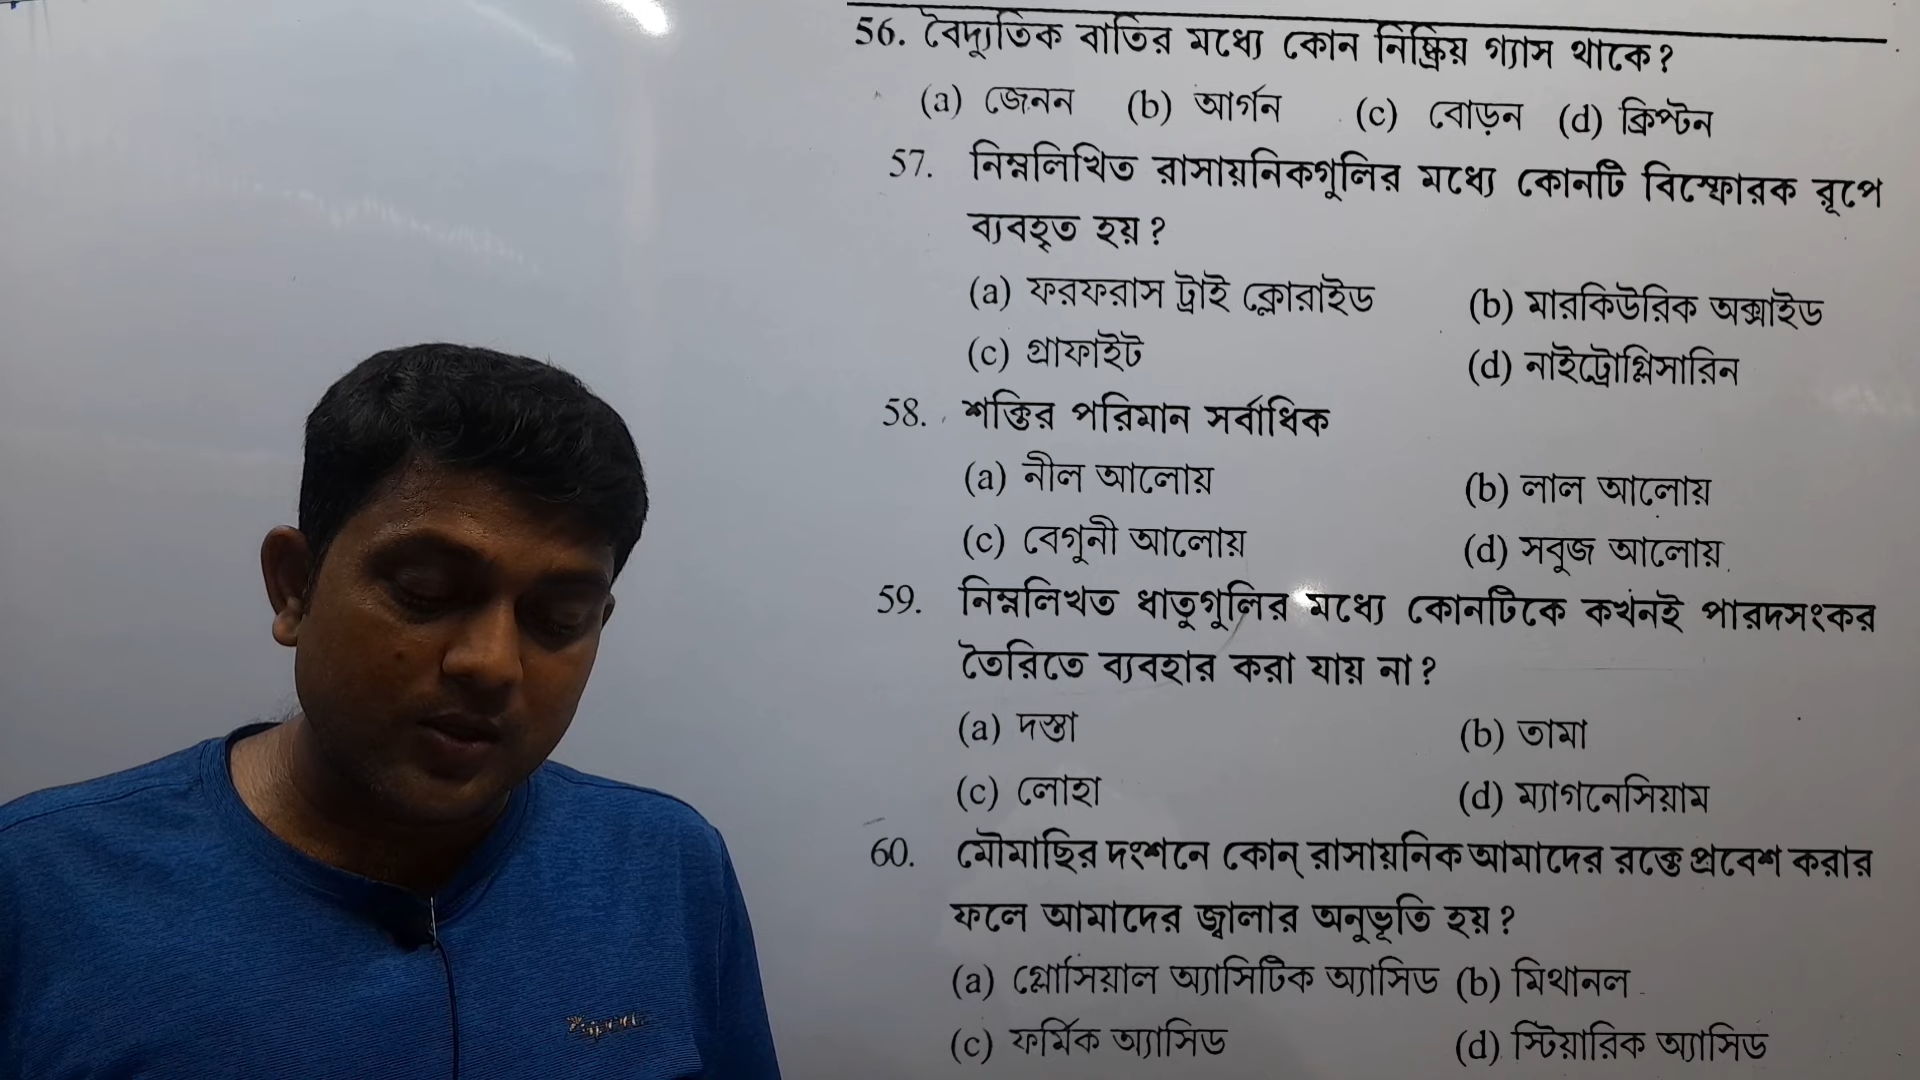 56. বৈদ্যুতিক বাতির মধ্যে কোন নিষ্ক্রিয় গ্যাস থাকে?
(a) জেনন (b) আর্গন (c) বোড়ন (d) ক্রিপ্টন
57. নিম্নলিখিত রাসায়নিকগুলির মধ্যে কোনটি বিস্ফোরক রূপে
ব্যবহৃত হয়?
(a) ফরফরাস ট্রাই ক্লোরাইড (b) মারকিউরিক অক্সাইড
(c) গ্রাফাইট (d) নাইট্রোগ্লিসারিন
58. শক্তির পরিমান সর্বাধিক
(a) নীল আলোয় (b) লাল আলোয়
(c) বেগুনী আলোয় (d) সবুজ আলোয়
59. নিম্নলিখত ধাতুগুলির মধ্যে কোনটিকে কখনই পারদসংকর
তৈরিতে ব্যবহার করা যায় না?
(a) দস্তা (b) তামা
(c) লোহা (d) ম্যাগনেসিয়াম
60. মৌমাছির দংশনে কোন্ রাসায়নিক আমাদের রক্তে প্রবেশ করার
ফলে আমাদের জ্বালার অনুভূতি হয়?
(a) গ্লোসিয়াল অ্যাসিটিক অ্যাসিড (b) মিথানল
(c) ফর্মিক অ্যাসিড (d) স্টিয়ারিক অ্যাসিড